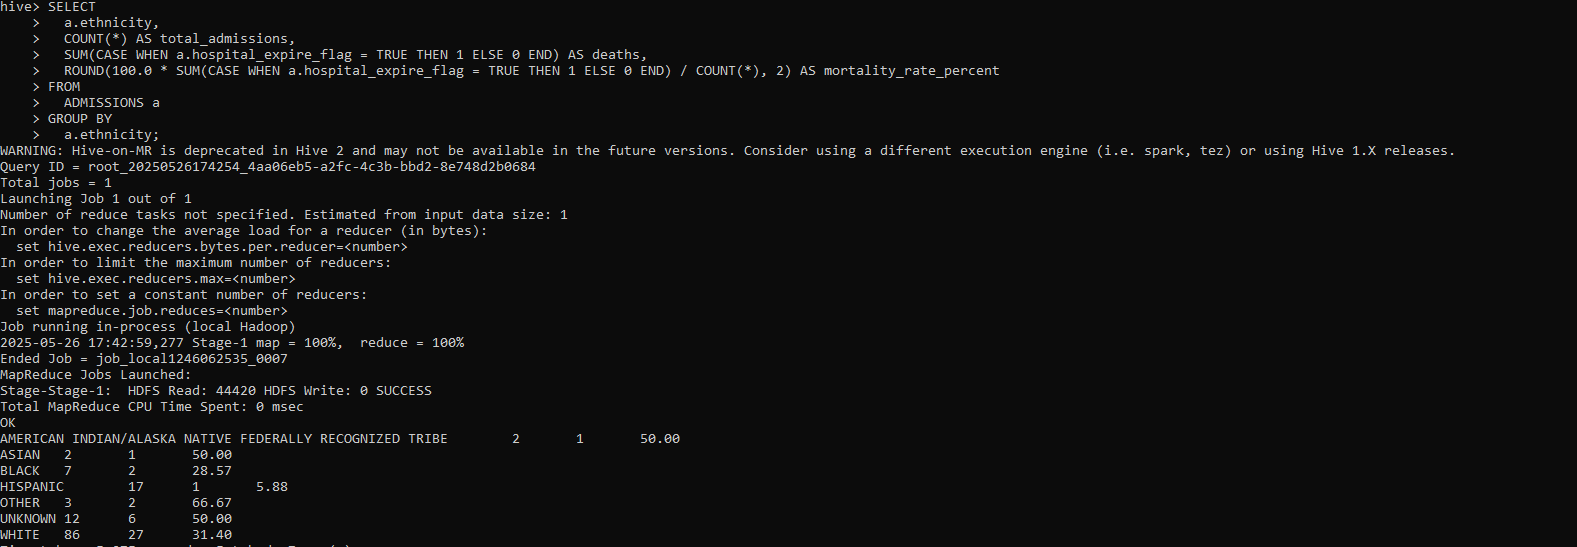 hive> SELECT
    >   a.ethnicity,
    >   COUNT(*) AS total_admissions,
    >   SUM(CASE WHEN a.hospital_expire_flag = TRUE THEN 1 ELSE 0 END) AS deaths,
    >   ROUND(100.0 * SUM(CASE WHEN a.hospital_expire_flag = TRUE THEN 1 ELSE 0 END) / COUNT(*), 2) AS mortality_rate_percent
    > FROM
    >   ADMISSIONS a
    > GROUP BY
    >   a.ethnicity;
WARNING: Hive-on-MR is deprecated in Hive 2 and may not be available in the future versions. Consider using a different execution engine (i.e. spark, tez) or using Hive 1.X releases.
Query ID = root_20250526174254_4aa06eb5-a2fc-4c3b-bbd2-8e748d2b0684
Total jobs = 1
Launching Job 1 out of 1
Number of reduce tasks not specified. Estimated from input data size: 1
In order to change the average load for a reducer (in bytes):
  set hive.exec.reducers.bytes.per.reducer=<number>
In order to limit the maximum number of reducers:
  set hive.exec.reducers.max=<number>
In order to set a constant number of reducers:
  set mapreduce.job.reduces=<number>
Job running in-process (local Hadoop)
2025-05-26 17:42:59,277 Stage-1 map = 100%,  reduce = 100%
Ended Job = job_local1246062535_0007
MapReduce Jobs Launched:
Stage-Stage-1:  HDFS Read: 44420 HDFS Write: 0 SUCCESS
Total MapReduce CPU Time Spent: 0 msec
OK
AMERICAN INDIAN/ALASKA NATIVE FEDERALLY RECOGNIZED TRIBE        2       1       50.00
ASIAN   2       1       50.00
BLACK   7       2       28.57
HISPANIC        17      1       5.88
OTHER   3       2       66.67
UNKNOWN 12      6       50.00
WHITE   86      27      31.40